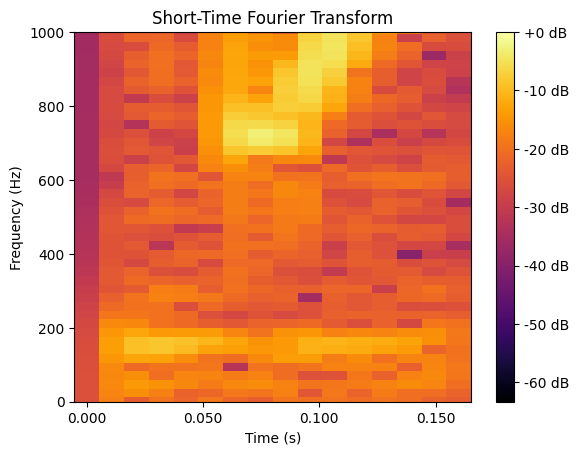 Short-Time Fourier Transform
1000
800
600
400
200
0
Frequency (Hz)
0.000
0.050
0.100
0.150
Time (s)
+0 dB
-10 dB
-20 dB
-30 dB
-40 dB
-50 dB
-60 dB